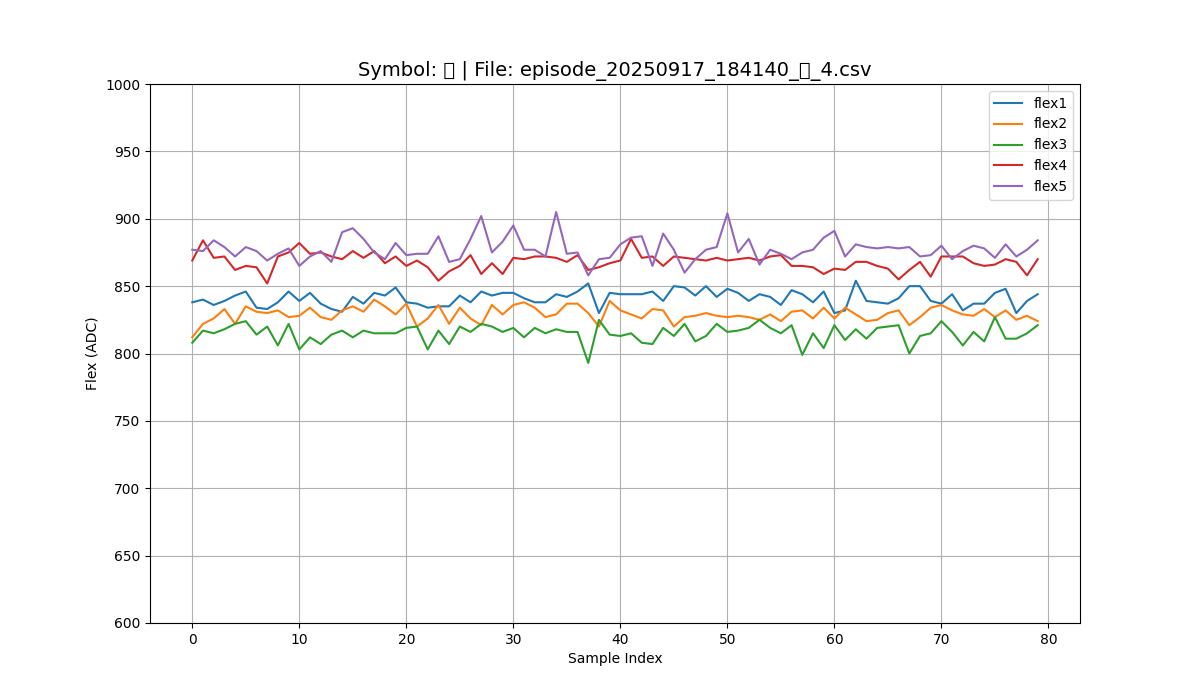 Symbol: | File: episode_20250917_184140_ _4.csv
1000
950
900
850
800
750
700
650
600
Flex (ADC)
flex1
flex2
flex3
flex4
flex5
0 10 20 30 40 50 60 70 80
Sample Index